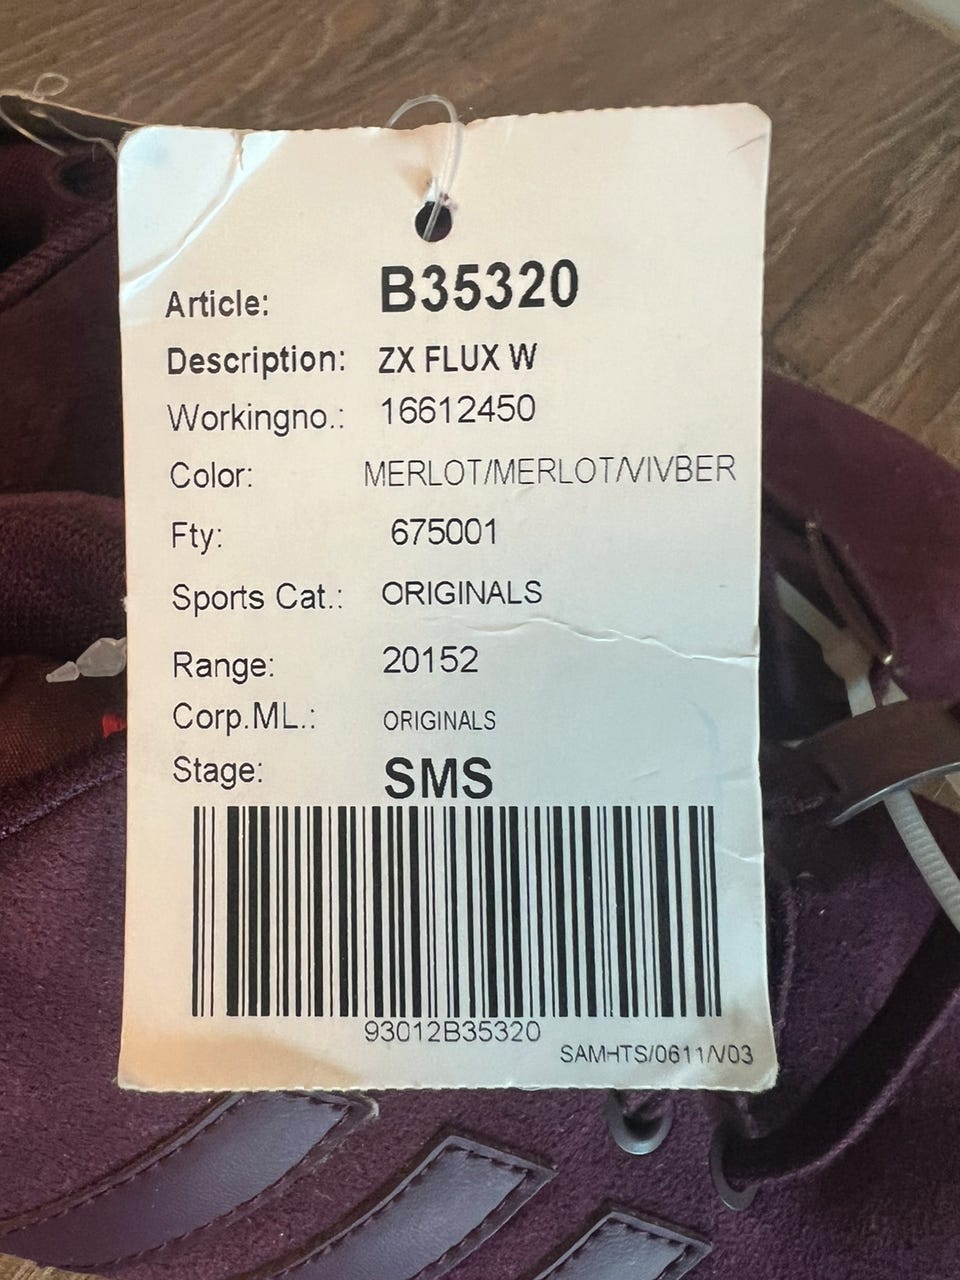 Article: B35320
Description: ZX FLUX W
Workingno.: 16612450
Color: MERLOT/MERLOT/VIVBER
Fty: 675001
Sports Cat.: ORIGINALS
Range: 20152
Corp.ML.: ORIGINALS
Stage: SMS
93012B35320
SAMHTS/0611/V03